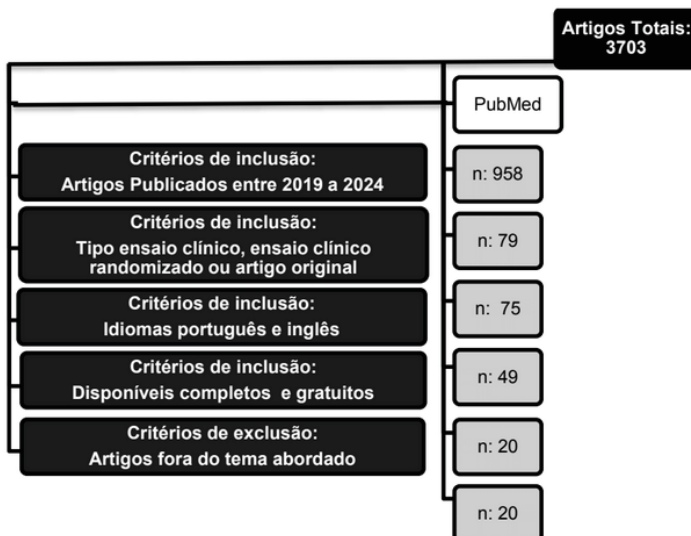 Artigos Totais:
3703
PubMed
Critérios de inclusão:
Artigos Publicados entre 2019 a 2024
n: 958
Critérios de inclusão:
Tipo ensaio clínico, ensaio clínico
randomizado ou artigo original
n: 79
Critérios de inclusão:
Idiomas português e inglês
n: 75
Critérios de inclusão:
Disponíveis completos e gratuitos
n: 49
Critérios de exclusão:
Artigos fora do tema abordado
n: 20
n: 20